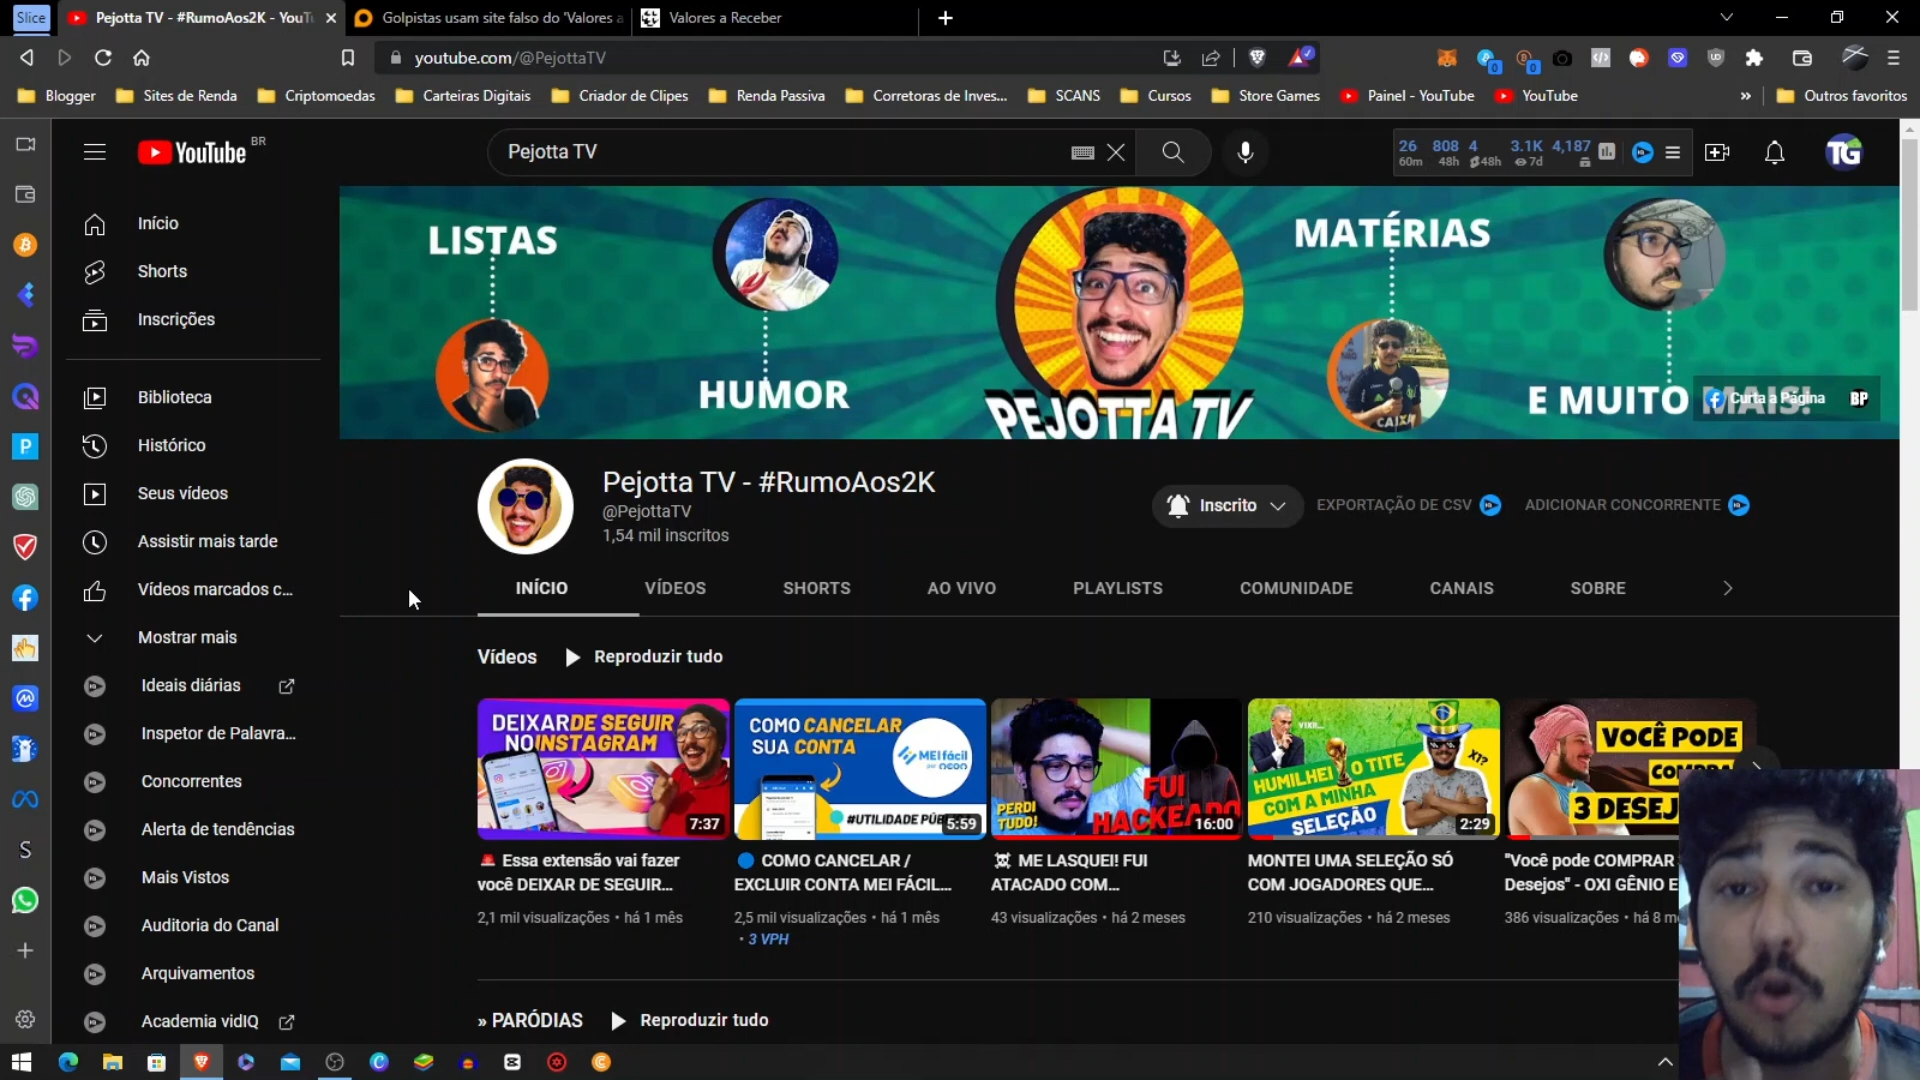 Slice
Pejotta TV - #RumoAos2K - YouT
Golpistas usam site falso do 'Valores a
Valores a Receber
youtube.com/@PejottaTV
Blogger
Sites de Renda
Criptomoedas
Carteiras Digitais
Criador de Clipes
Renda Passiva
Corretoras de Inves...
SCANS
Cursos
Store Games
Painel - YouTube
YouTube
»
Outros favoritos
YouTube BR
Pejotta TV
26 808 4 3.1K 4,187
60m 48h 48h 7d
TG
Início
Shorts
Inscrições
Biblioteca
Histórico
Seus vídeos
Assistir mais tarde
Vídeos marcados c...
Mostrar mais
Ideais diárias
Inspetor de Palavra...
Concorrentes
Alerta de tendências
Mais Vistos
Auditoria do Canal
Arquivamentos
Academia vidIQ
LISTAS
HUMOR
PEJOTTA TV
MATÉRIAS
CAIXA
E MUITO MAIS!
Curta a Página
BP
Pejotta TV - #RumoAos2K
@PejottaTV
1,54 mil inscritos
Inscrito
EXPORTAÇÃO DE CSV
ADICIONAR CONCORRENTE
INÍCIO
VÍDEOS
SHORTS
AO VIVO
PLAYLISTS
COMUNIDADE
CANAIS
SOBRE
Vídeos
Reproduzir tudo
DEIXAR DE SEGUIR
NO INSTAGRAM
7:37
COMO CANCELAR
SUA CONTA
MEI fácil
por neon
#UTILIDADE PÚB
5:59
PERDI
TUDO!
FUI
HACKEADO
16:00
VIXE...
HUMILHEI O TITE
COM A MINHA
SELEÇÃO
X1?
2:29
VOCÊ PODE
COMPRA
3 DESEJ
Essa extensão vai fazer
você DEIXAR DE SEGUIR...
2,1 mil visualizações • há 1 mês
COMO CANCELAR /
EXCLUIR CONTA MEI FÁCIL...
2,5 mil visualizações • há 1 mês
• 3 VPH
ME LASQUEI! FUI
ATACADO COM...
43 visualizações • há 2 meses
MONTEI UMA SELEÇÃO SÓ
COM JOGADORES QUE...
210 visualizações • há 2 meses
"Você pode COMPRAR
Desejos" - OXI GÊNIO E
386 visualizações • há 8 m
» PARÓDIAS
Reproduzir tudo